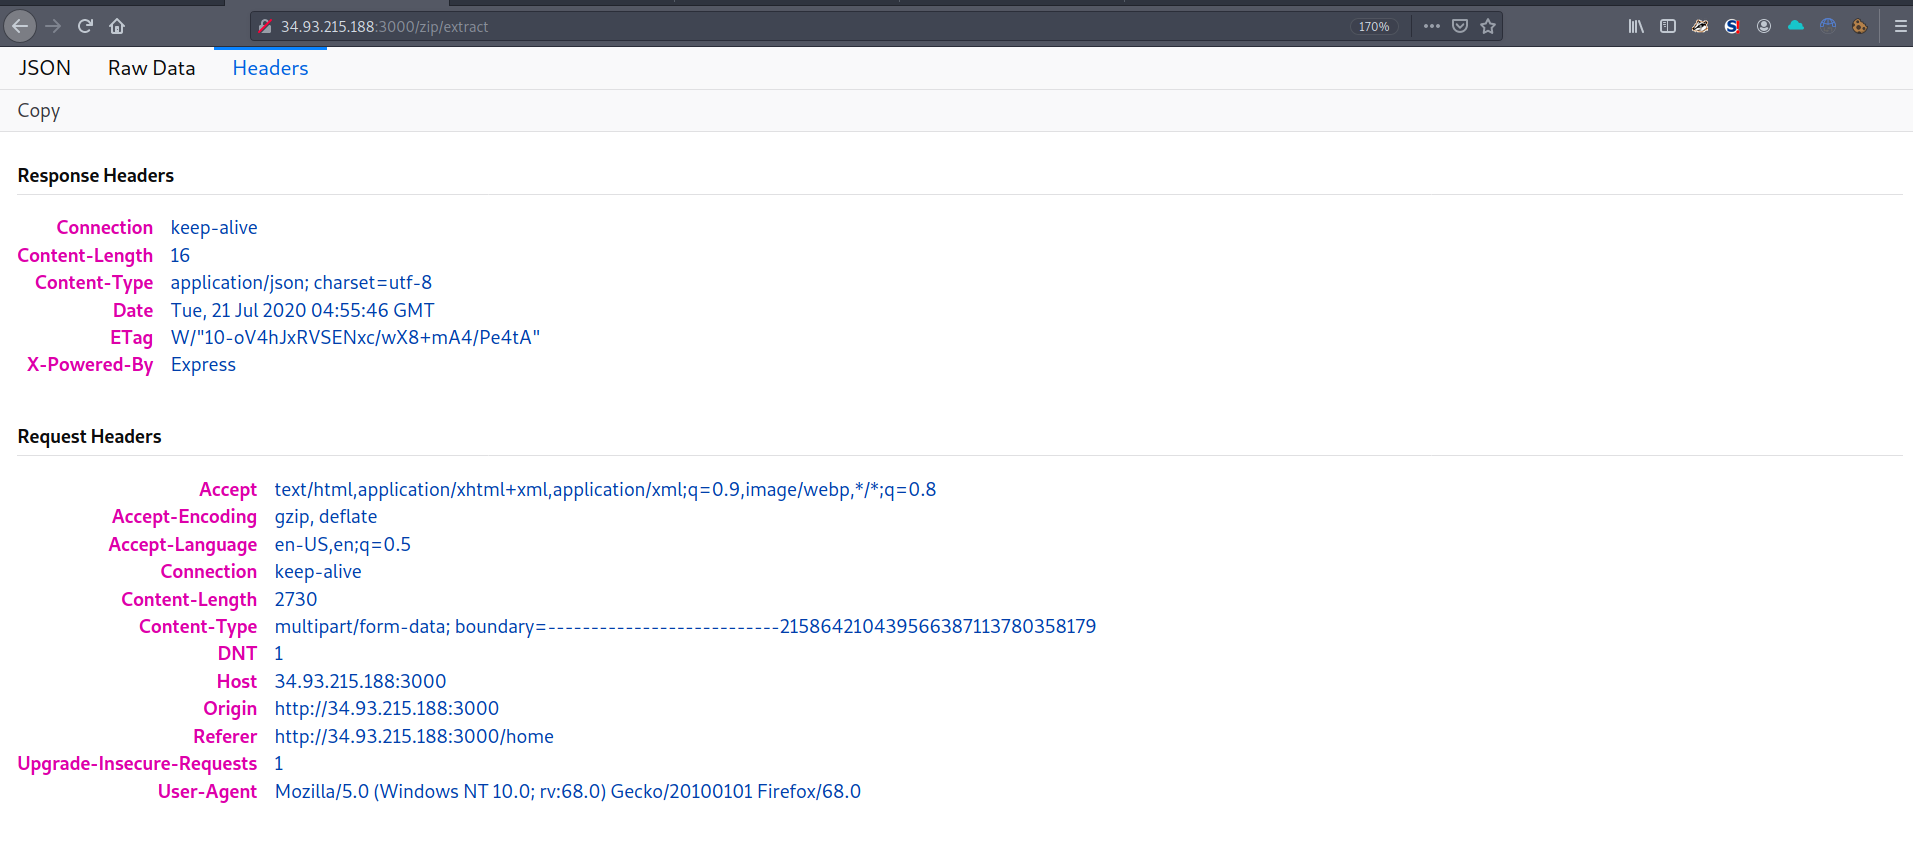 34.93.215.188:3000/zip/extract 170%
JSON Raw Data Headers
Copy
Response Headers
Connection keep-alive
Content-Length 16
Content-Type application/json; charset=utf-8
Date Tue, 21 Jul 2020 04:55:46 GMT
ETag W/"10-oV4hJxRVSENxc/wX8+mA4/Pe4tA"
X-Powered-By Express
Request Headers
Accept text/html,application/xhtml+xml,application/xml;q=0.9,image/webp,*/*;q=0.8
Accept-Encoding gzip, deflate
Accept-Language en-US,en;q=0.5
Connection keep-alive
Content-Length 2730
Content-Type multipart/form-data; boundary=---------------------------215864210439566387113780358179
DNT 1
Host 34.93.215.188:3000
Origin http://34.93.215.188:3000
Referer http://34.93.215.188:3000/home
Upgrade-Insecure-Requests 1
User-Agent Mozilla/5.0 (Windows NT 10.0; rv:68.0) Gecko/20100101 Firefox/68.0